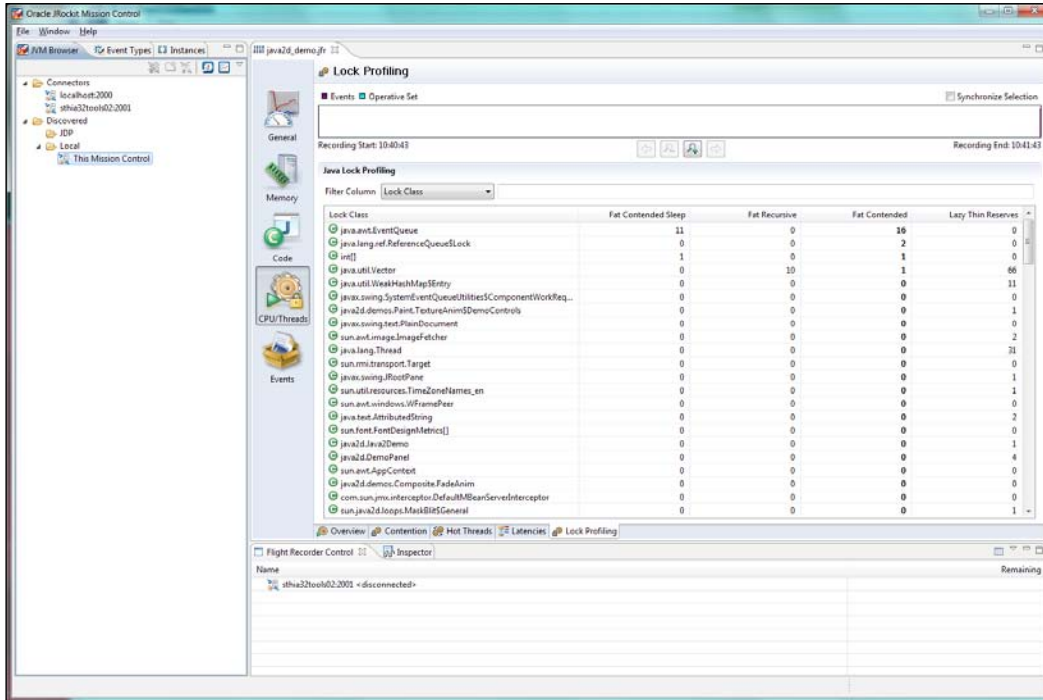 Oracle JRockit Mission Control
File Window Help
JVM Browser Event Types Instances
Connectors
localhost:2000
sthia32tools02:2001
Discovered
JDP
Local
This Mission Control
java2d_demo.jfr
Lock Profiling
Events Operative Set Synchronize Selection
Recording Start: 10:40:43 Recording End: 10:41:43
General
Memory
Code
CPU/Threads
Events
Java Lock Profiling
Filter Column Lock Class
Lock Class Fat Contended Sleep Fat Recursive Fat Contended Lazy Thin Reserves
java.awt.EventQueue 11 0 16 0
java.lang.ref.ReferenceQueue$Lock 0 0 2 0
int[] 1 0 1 0
java.util.Vector 0 10 1 66
java.util.WeakHashMap$Entry 0 0 0 11
javax.swing.SystemEventQueueUtilities$ComponentWorkReq... 0 0 0 0
java2d.demos.Paint.TextureAnim$DemoControls 0 0 0 1
javax.swing.text.PlainDocument 0 0 0 0
sun.awt.image.ImageFetcher 0 0 0 2
java.lang.Thread 0 0 0 31
sun.rmi.transport.Target 0 0 0 0
javax.swing.JRootPane 0 0 0 1
sun.util.resources.TimeZoneNames_en 0 0 0 1
sun.awt.windows.WFramePeer 0 0 0 0
java.text.AttributedString 0 0 0 2
sun.font.FontDesignMetrics[] 0 0 0 0
java2d.Java2Demo 0 0 0 1
java2d.DemoPanel 0 0 0 4
sun.awt.AppContext 0 0 0 0
java2d.demos.Composite.FadeAnim 0 0 0 0
com.sun.jmx.interceptor.DefaultMBeanServerInterceptor 0 0 0 0
sun.java2d.loops.MaskBlit$General 0 0 0 1
Overview Contention Hot Threads Latencies Lock Profiling
Flight Recorder Control Inspector
Name Remaining
sthia32tools02:2001 <disconnected>